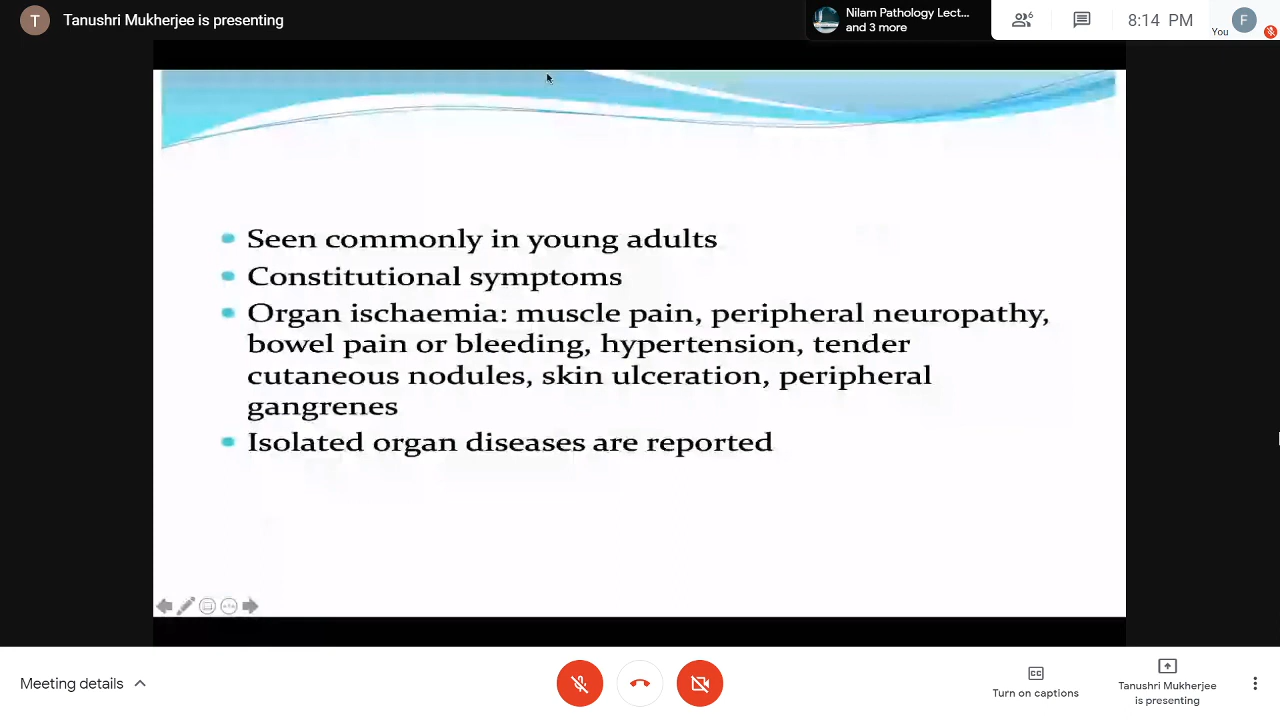 T Tanushri Mukherjee is presenting
Nilam Pathology Lect...
and 3 more
6
8:14 PM
You
F
Seen commonly in young adults
Constitutional symptoms
Organ ischaemia: muscle pain, peripheral neuropathy,
bowel pain or bleeding, hypertension, tender
cutaneous nodules, skin ulceration, peripheral
gangrenes
Isolated organ diseases are reported
Meeting details
CC
Turn on captions
Tanushri Mukherjee
is presenting